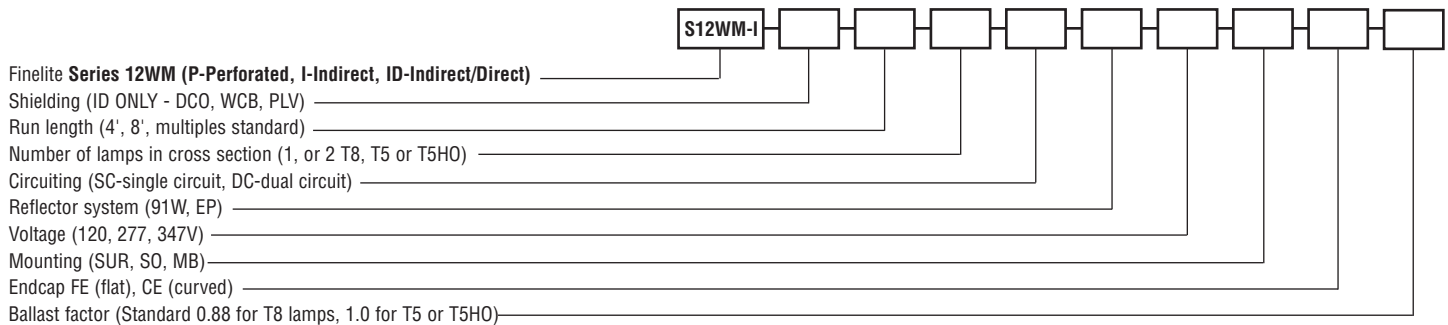 S12WM-I
Finelite Series 12WM (P-Perforated, I-Indirect, ID-Indirect/Direct)
Shielding (ID ONLY - DCO, WCB, PLV)
Run length (4', 8', multiples standard)
Number of lamps in cross section (1, or 2 T8, T5 or T5HO)
Circuiting (SC-single circuit, DC-dual circuit)
Reflector system (91W, EP)
Voltage (120, 277, 347V)
Mounting (SUR, SO, MB)
Endcap FE (flat), CE (curved)
Ballast factor (Standard 0.88 for T8 lamps, 1.0 for T5 or T5HO)